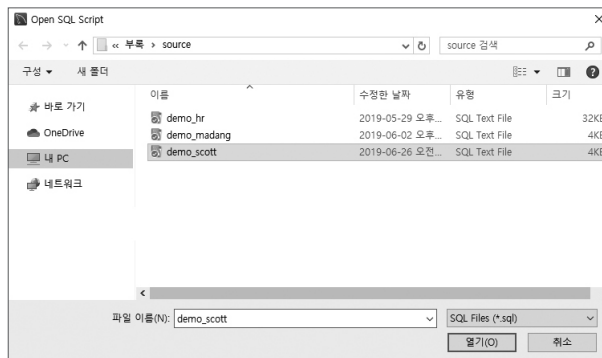 Open SQL Script
« 부록 › source
source 검색
구성 ▼ 새 폴더
이름 수정한 날짜 유형 크기
바로 가기
OneDrive
내 PC
네트워크
demo_hr 2019-05-29 오후... SQL Text File 32KB
demo_madang 2019-06-02 오후... SQL Text File 4KB
demo_scott 2019-06-26 오전... SQL Text File 4KB
파일 이름(N): demo_scott SQL Files (*.sql)
열기(O) 취소